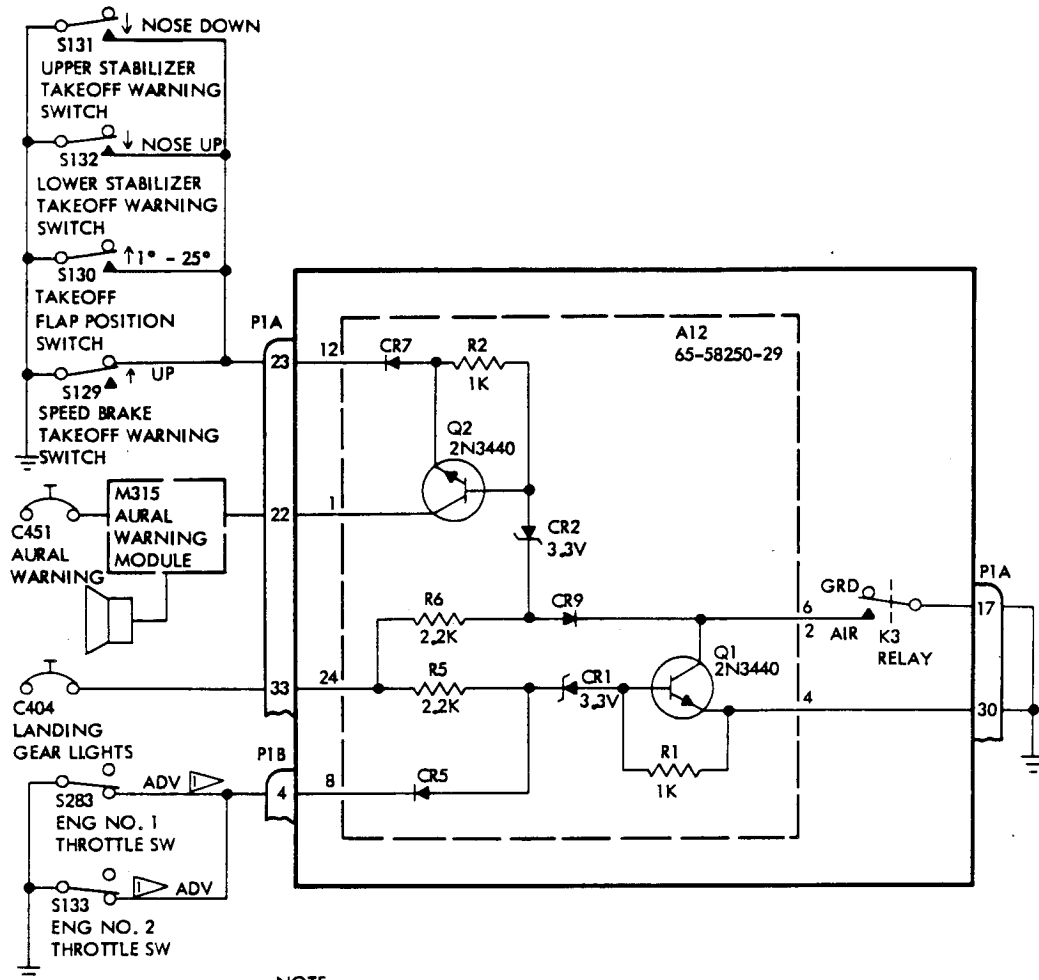 NOSE DOWN
S131
UPPER STABILIZER
TAKEOFF WARNING
SWITCH
NOSE UP
S132
LOWER STABILIZER
TAKEOFF WARNING
SWITCH
1° - 25°
S130
TAKEOFF
FLAP POSITION
SWITCH
UP
S129
SPEED BRAKE
TAKEOFF WARNING
SWITCH
C451
AURAL
WARNING
M315
AURAL
WARNING
MODULE
C404
LANDING
GEAR LIGHTS
ADV 1
S283
ENG NO. 1
THROTTLE SW
1 ADV
S133
ENG NO. 2
THROTTLE SW
P1A
23
22
33
P1B
4
12
1
24
8
A12
65-58250-29
CR7
R2
1K
Q2
2N3440
CR2
3.3V
R6
2.2K
CR9
R5
2.2K
CR1
3.3V
Q1
2N3440
R1
1K
CR5
6
2
4
GRD
AIR
K3
RELAY
P1A
17
30
NOTE